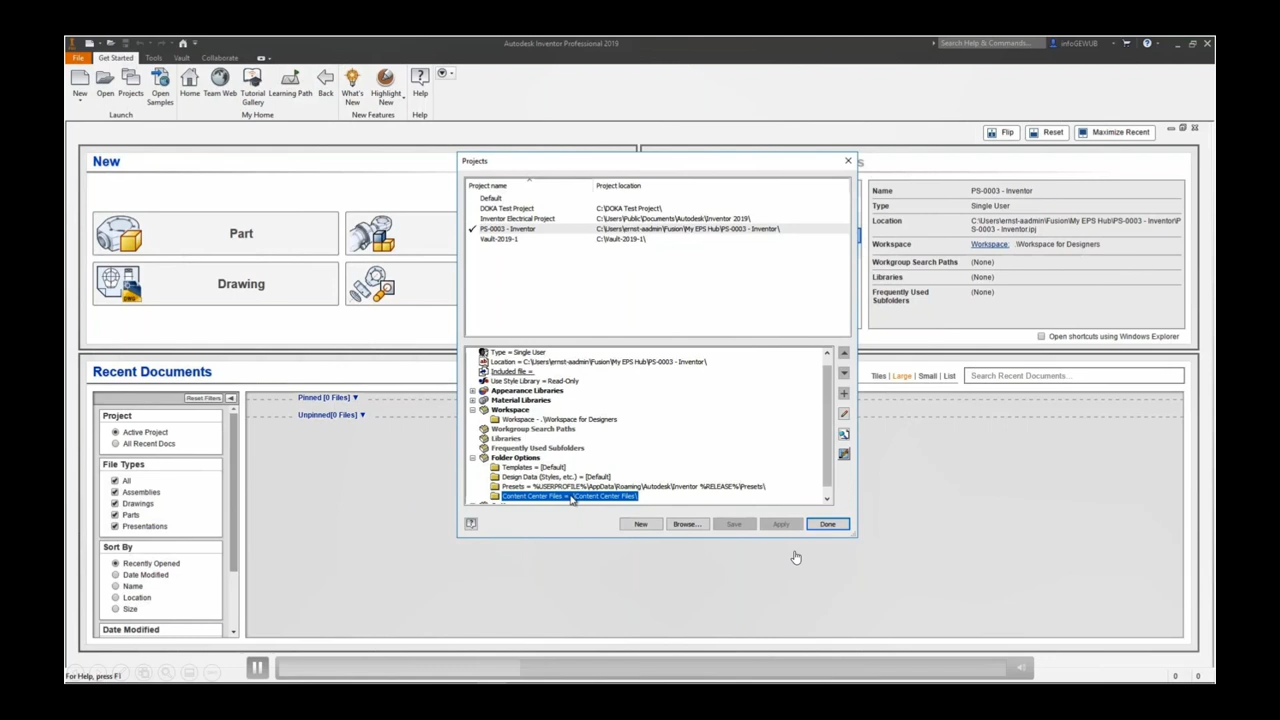 Autodesk Inventor Professional 2019
Search Help & Commands...
infoGEWUB
File Get Started Tools Vault Collaborate
New Open Projects Open Samples Home Team Web Tutorial Gallery Learning Path Back What's New Highlight New Help
Launch My Home New Features Help
Flip Reset Maximize Recent
New
Part
Drawing
Projects
Project name Project location
Default
DOKA Test Project C:\DOKA Test Project\
Inventor Electrical Project C:\Users\Public\Documents\Autodesk\Inventor 2019\
PS-0003 - Inventor C:\Users\ernst-aadmin\Fusion\My EPS Hub\PS-0003 - Inventor\
Vault-2019-1 C:\Vault-2019-1\
Type = Single User
Location = C:\Users\ernst-aadmin\Fusion\My EPS Hub\PS-0003 - Inventor\
Included file =
Use Style Library = Read-Only
Appearance Libraries
Material Libraries
Workspace
Workspace - .\Workspace for Designers
Workgroup Search Paths
Libraries
Frequently Used Subfolders
Folder Options
Templates = [Default]
Design Data (Styles, etc.) = [Default]
Presets = %USERPROFILE%\AppData\Roaming\Autodesk\Inventor %RELEASE%\Presets\
Content Center Files = .\Content Center Files\
New Browse... Save Apply Done
s
Name PS-0003 - Inventor
Type Single User
Location C:\Users\ernst-aadmin\Fusion\My EPS Hub\PS-0003 - Inventor\P
S-0003 - Inventor.ipj
Workspace Workspace: .\Workspace for Designers
Workgroup Search Paths (None)
Libraries (None)
Frequently Used Subfolders (None)
Open shortcuts using Windows Explorer
Recent Documents
Tiles | Large | Small | List
Search Recent Documents...
Reset Filters
Pinned [0 Files]
Unpinned[0 Files]
Project
Active Project
All Recent Docs
File Types
All
Assemblies
Drawings
Parts
Presentations
Sort By
Recently Opened
Date Modified
Name
Location
Size
Date Modified
For Help, press F1
0 0